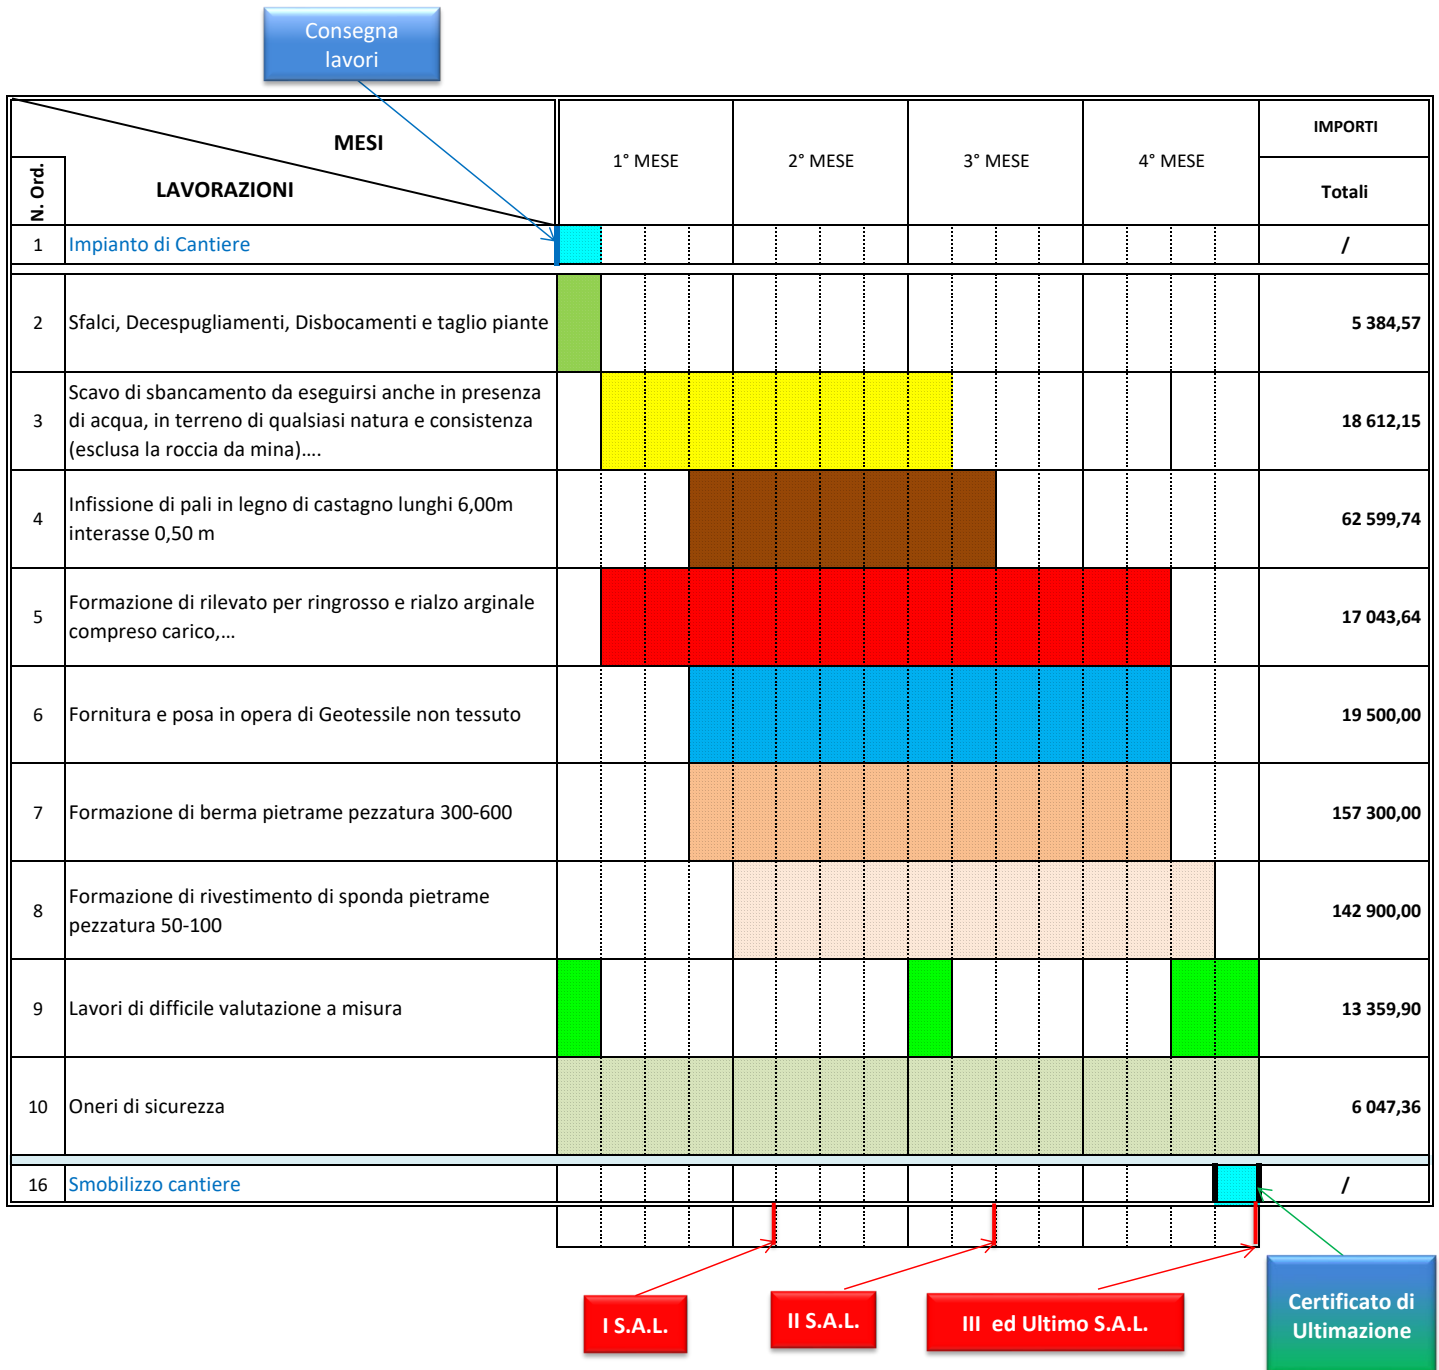 Consegna
lavori
MESI
LAVORAZIONI
N. Ord.
1° MESE
2° MESE
3° MESE
4° MESE
IMPORTI
Totali
1 Impianto di Cantiere /
2 Sfalci, Decespugliamenti, Disbocamenti e taglio piante 5 384,57
Scavo di sbancamento da eseguirsi anche in presenza
3 di acqua, in terreno di qualsiasi natura e consistenza 18 612,15
(esclusa la roccia da mina)....
4 Infissione di pali in legno di castagno lunghi 6,00m 62 599,74
interasse 0,50 m
5 Formazione di rilevato per ringrosso e rialzo arginale 17 043,64
compreso carico,...
6 Fornitura e posa in opera di Geotessile non tessuto 19 500,00
7 Formazione di berma pietrame pezzatura 300-600 157 300,00
8 Formazione di rivestimento di sponda pietrame 142 900,00
pezzatura 50-100
9 Lavori di difficile valutazione a misura 13 359,90
10 Oneri di sicurezza 6 047,36
16 Smobilizzo cantiere /
I S.A.L.
II S.A.L.
III ed Ultimo S.A.L.
Certificato di
Ultimazione